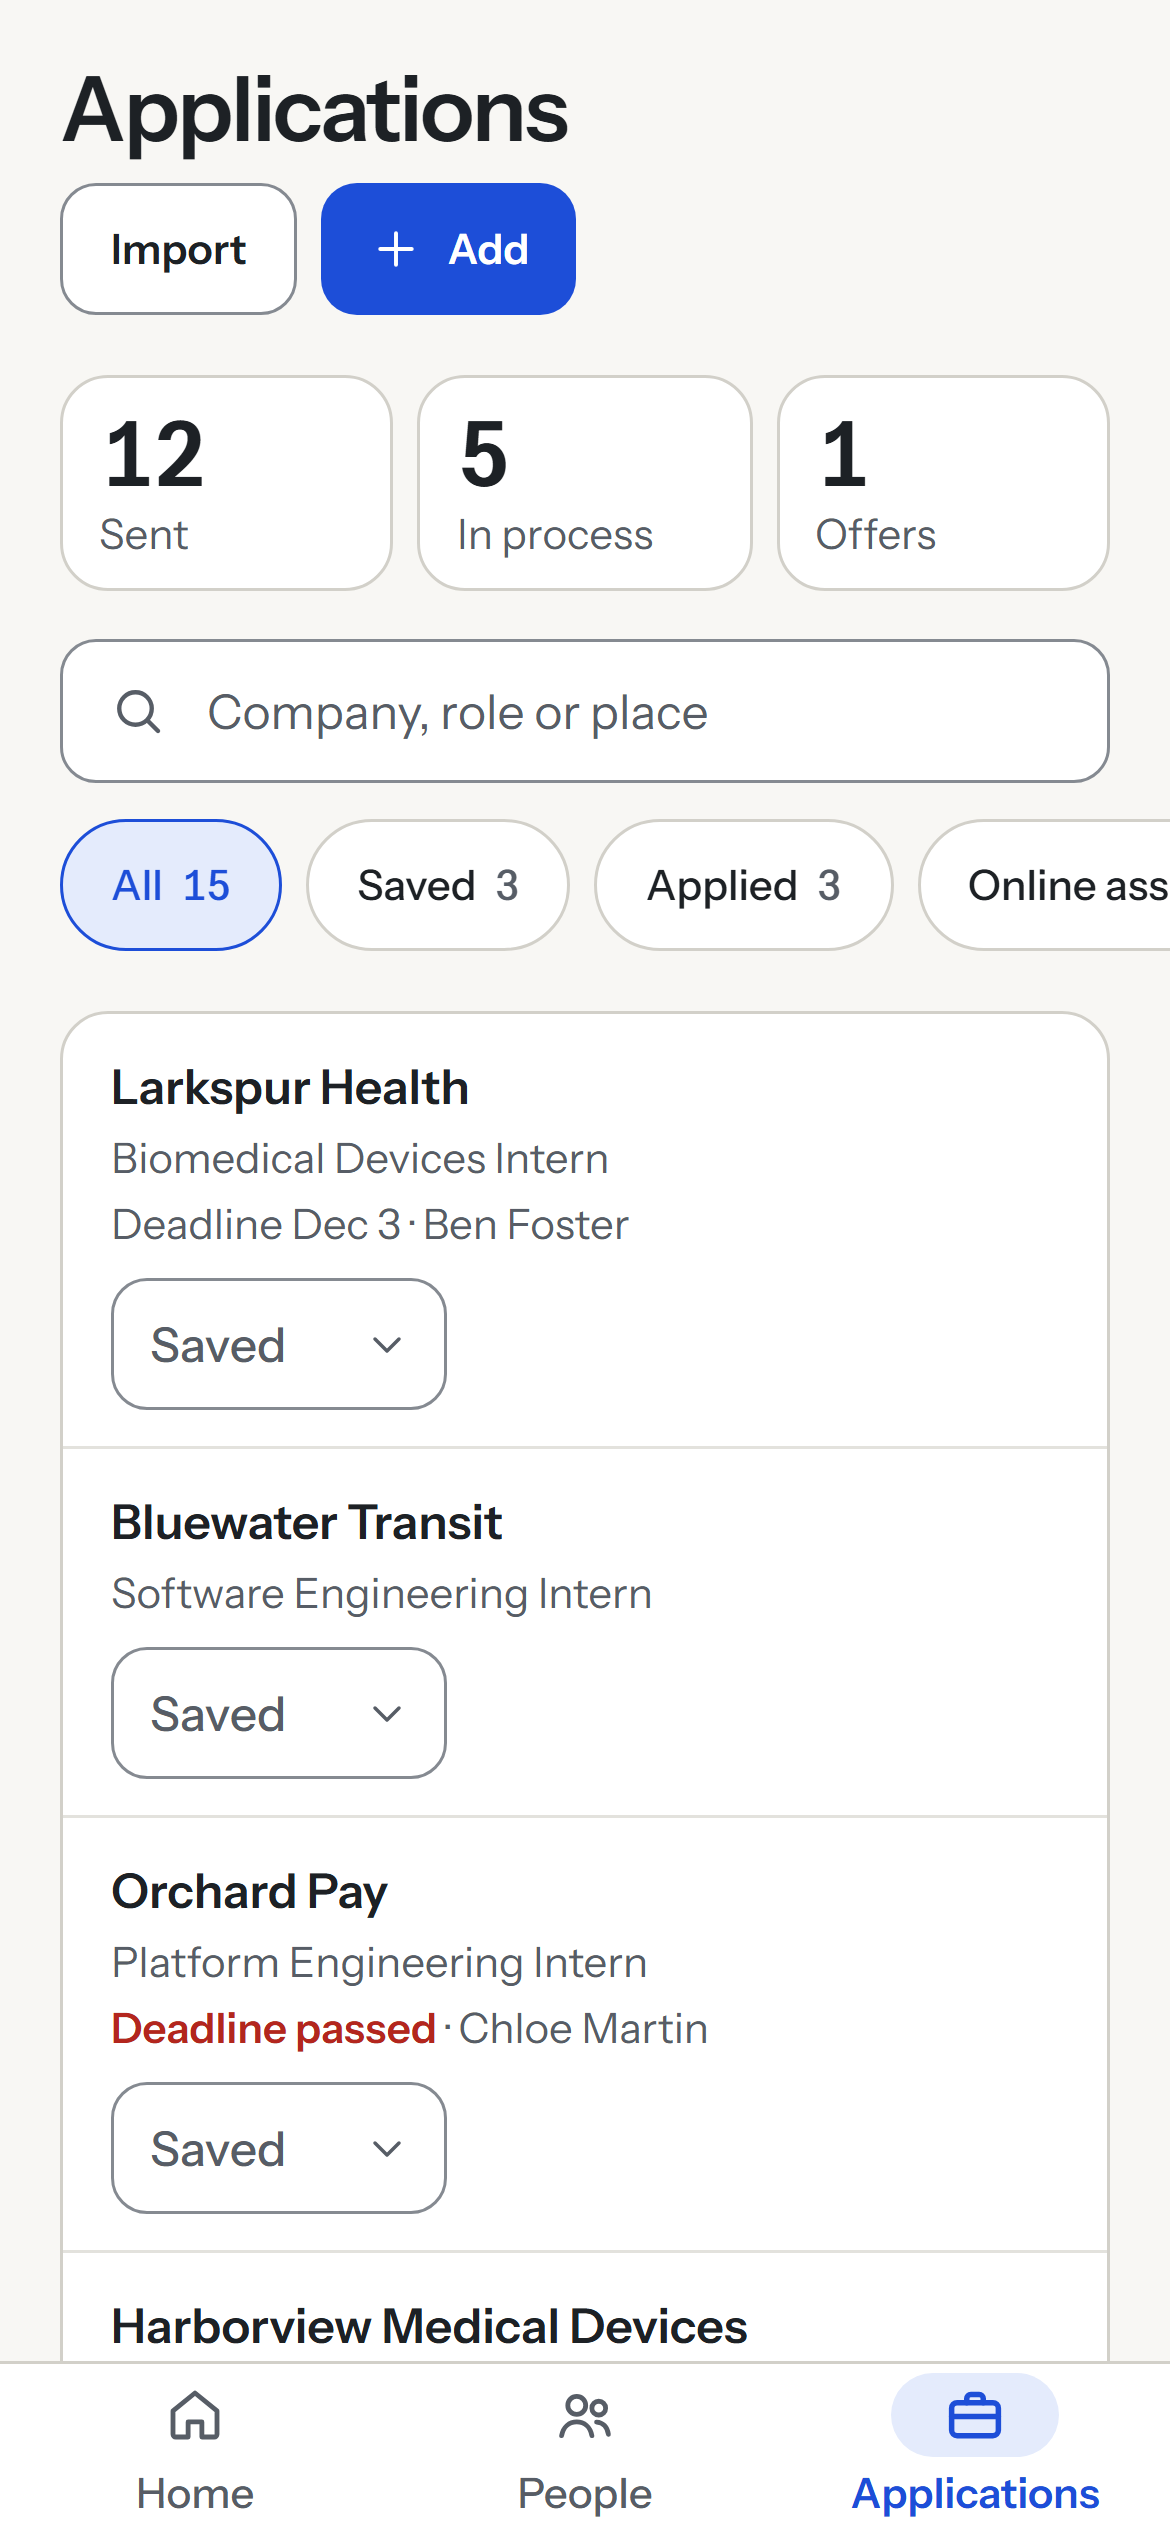 Applications
Import
Add
12
Sent
5
In process
1
Offers
Company, role or place
All 15
Saved 3
Applied 3
Online ass
Larkspur Health
Biomedical Devices Intern
Deadline Dec 3 · Ben Foster
Saved
Bluewater Transit
Software Engineering Intern
Saved
Orchard Pay
Platform Engineering Intern
Deadline passed · Chloe Martin
Saved
Harborview Medical Devices
Home
People
Applications